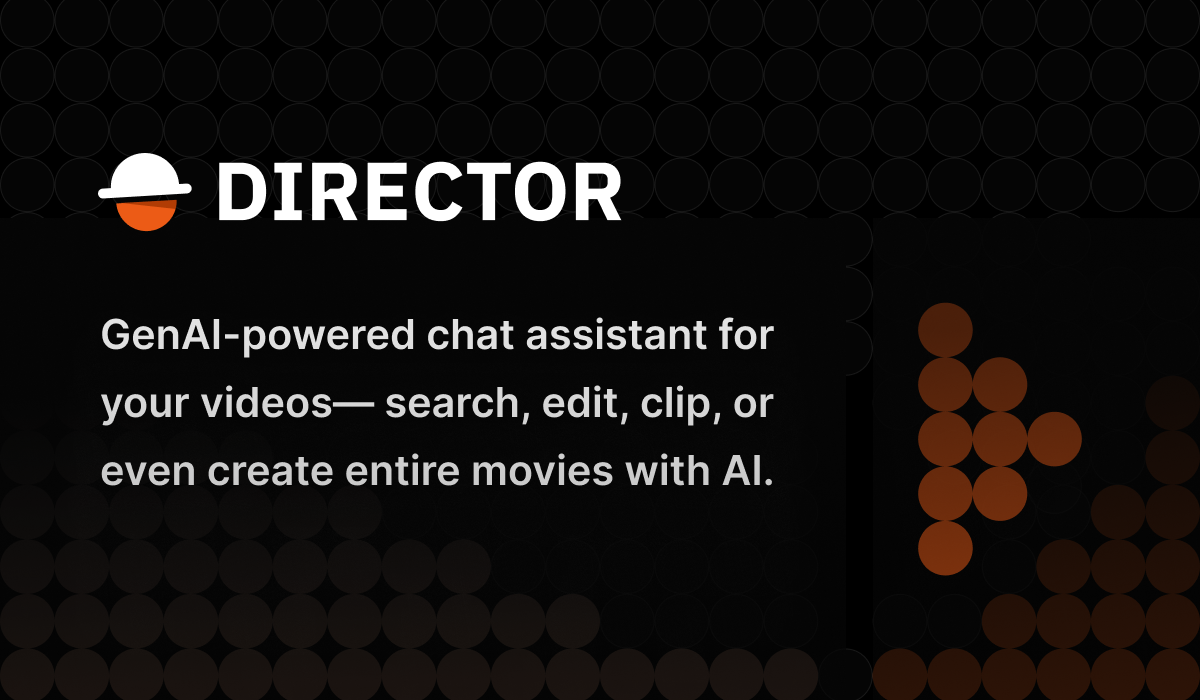 DIRECTOR
GenAI-powered chat assistant for
your videos— search, edit, clip, or
even create entire movies with AI.